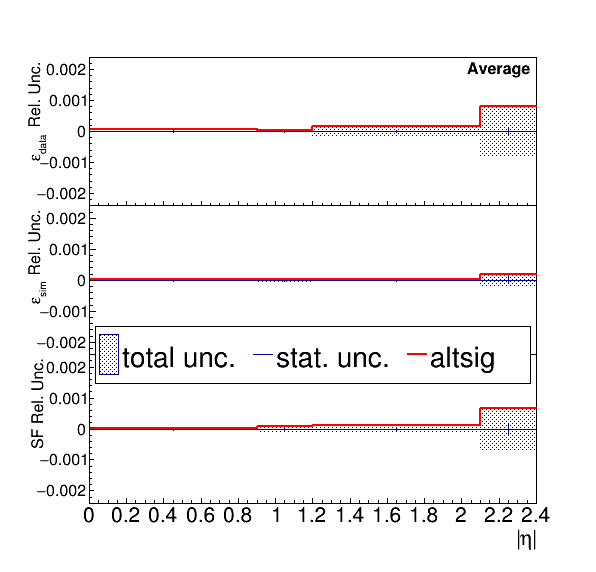 Average
0.002
0.001
0
−0.001
−0.002
ε_data Rel. Unc.
0.002
0.001
0
−0.001
−0.002
ε_sim Rel. Unc.
total unc. stat. unc. altsig
0.002
0.001
0
−0.001
−0.002
SF Rel. Unc.
0 0.2 0.4 0.6 0.8 1 1.2 1.4 1.6 1.8 2 2.2 2.4
|η|